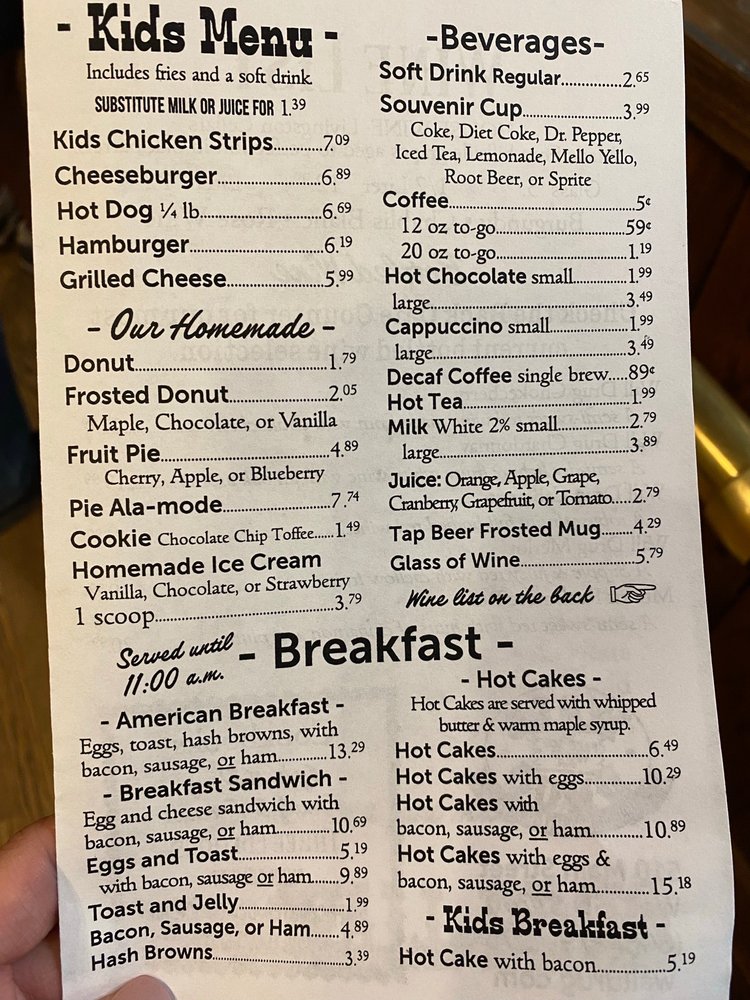 - Kids Menu -
Includes fries and a soft drink
SUBSTITUTE MILK OR JUICE FOR 1.39
Kids Chicken Strips............7.09
Cheeseburger........................6.89
Hot Dog ¼ lb.........................6.69
Hamburger...........................6.19
Grilled Cheese.....................5.99
- Our Homemade -
Donut.......................................1.79
Frosted Donut....................2.05
Maple, Chocolate, or Vanilla
Fruit Pie..................................4.89
Cherry, Apple, or Blueberry
Pie Ala-mode......................7.74
Cookie Chocolate Chip Toffee......1.49
Homemade Ice Cream
Vanilla, Chocolate, or Strawberry
1 scoop....................................3.79
-Beverages-
Soft Drink Regular..............2.65
Souvenir Cup....................3.99
Coke, Diet Coke, Dr. Pepper,
Iced Tea, Lemonade, Mello Yello,
Root Beer, or Sprite
Coffee......................................5¢
12 oz to-go..........................59¢
20 oz to-go..........................1.19
Hot Chocolate small...........1.99
large.......................................3.49
Cappuccino small................1.99
large.......................................3.49
Decaf Coffee single brew.....89¢
Hot Tea.................................1.99
Milk White 2% small..............2.79
large.......................................3.89
Juice: Orange, Apple, Grape,
Cranberry, Grapefruit, or Tomato.....2.79
Tap Beer Frosted Mug........4.29
Glass of Wine.......................5.79
Wine list on the back
Served until
11:00 a.m.
- Breakfast -
- American Breakfast -
Eggs, toast, hash browns, with
bacon, sausage, or ham............13.29
- Breakfast Sandwich -
Egg and cheese sandwich with
bacon, sausage, or ham.............10.69
Eggs and Toast.......................5.19
with bacon, sausage or ham.......9.89
Toast and Jelly.......................1.99
Bacon, Sausage, or Ham.......4.89
Hash Browns..........................3.39
- Hot Cakes -
Hot Cakes are served with whipped
butter & warm maple syrup.
Hot Cakes...............................6.49
Hot Cakes with eggs.............10.29
Hot Cakes with
bacon, sausage, or ham............10.89
Hot Cakes with eggs &
bacon, sausage, or ham............15.18
- Kids Breakfast -
Hot Cake with bacon................5.19